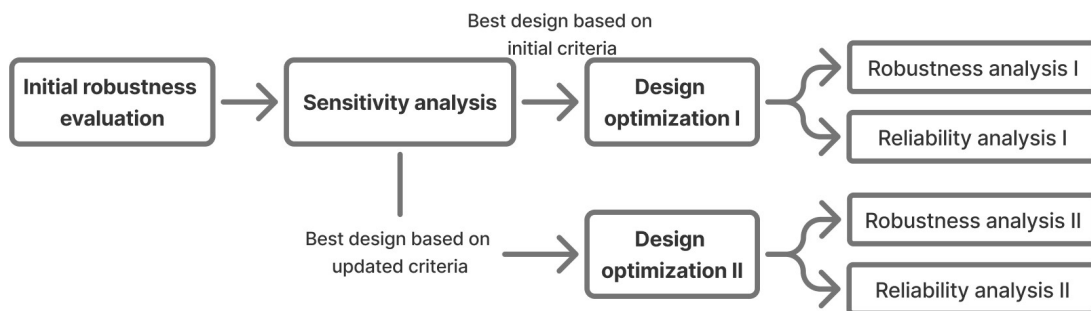 Best design based on
initial criteria
Initial robustness
evaluation
Sensitivity analysis
Design
optimization I
Robustness analysis I
Reliability analysis I
Best design based on
updated criteria
Design
optimization II
Robustness analysis II
Reliability analysis II